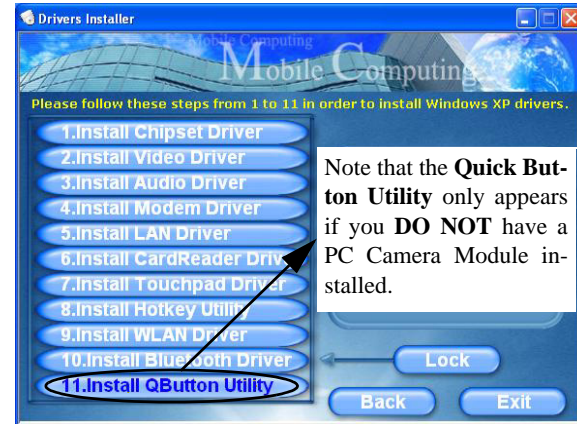 Drivers Installer
Mobile Computing
Mobile Computing
Please follow these steps from 1 to 11 in order to install Windows XP drivers.
1.Install Chipset Driver
2.Install Video Driver
3.Install Audio Driver
4.Install Modem Driver
5.Install LAN Driver
6.Install CardReader Driv
7.Install Touchpad Driver
8.Install Hotkey Utility
9.Install WLAN Driver
10.Install Bluetooth Driver
11.Install QButton Utility
Note that the Quick But-
ton Utility only appears
if you DO NOT have a
PC Camera Module in-
stalled.
Lock
Back
Exit